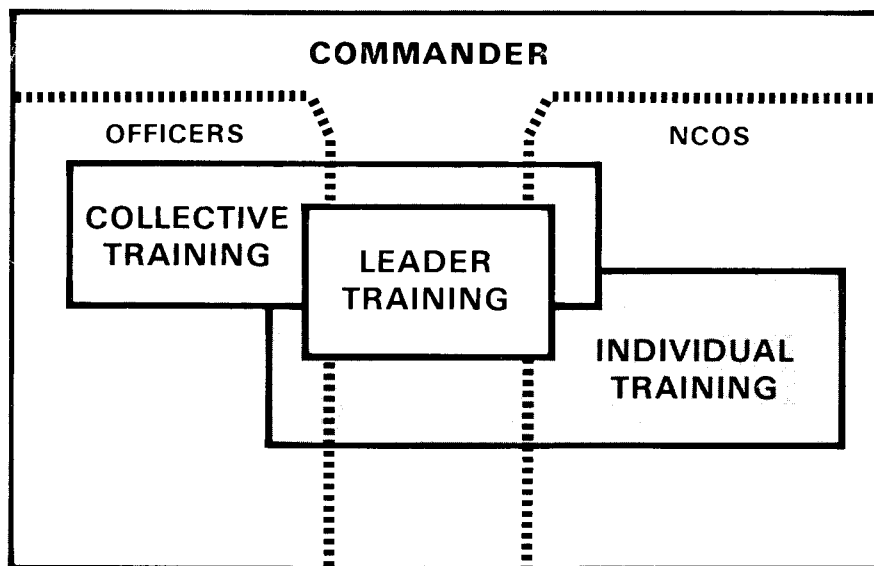 COMMANDER
OFFICERS
NCOS
COLLECTIVE
TRAINING
LEADER
TRAINING
INDIVIDUAL
TRAINING